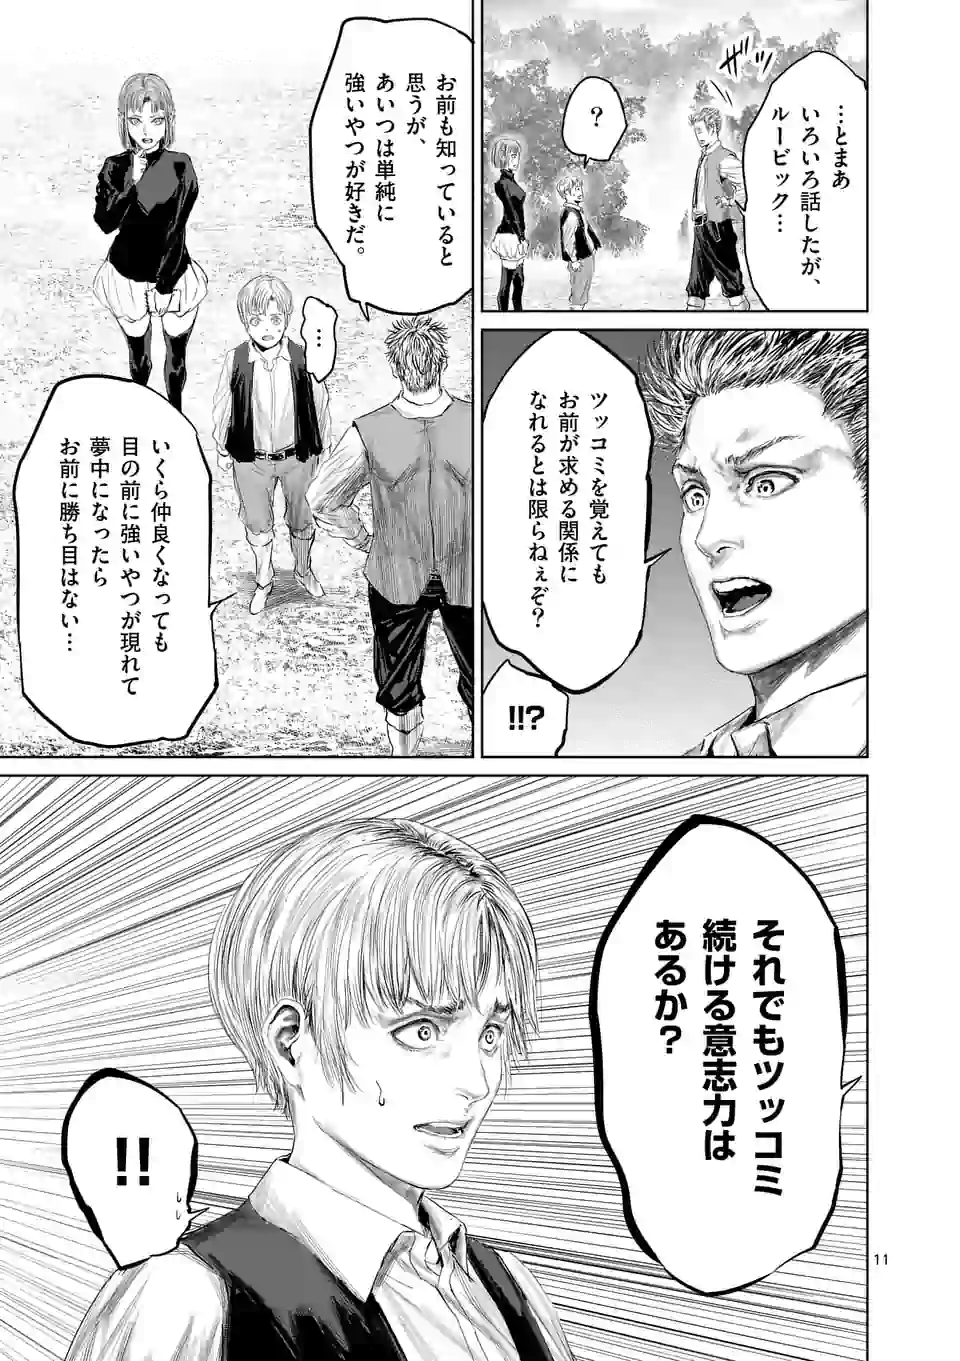 ザッ
…とまあ
いろいろ話したが、
ルービック…
？
ツッコミを覚えても
お前が求める関係に
なれるとは限らねぇぞ？
!!?
お前も知っていると
思うが、
あいつは単純に
強いやつが好きだ。
…
いくら仲良くなっても
目の前に強いやつが現れて
夢中になったら
お前に勝ち目はない…
それでもツッコミ
続ける意志力は
あるか？
!!
11